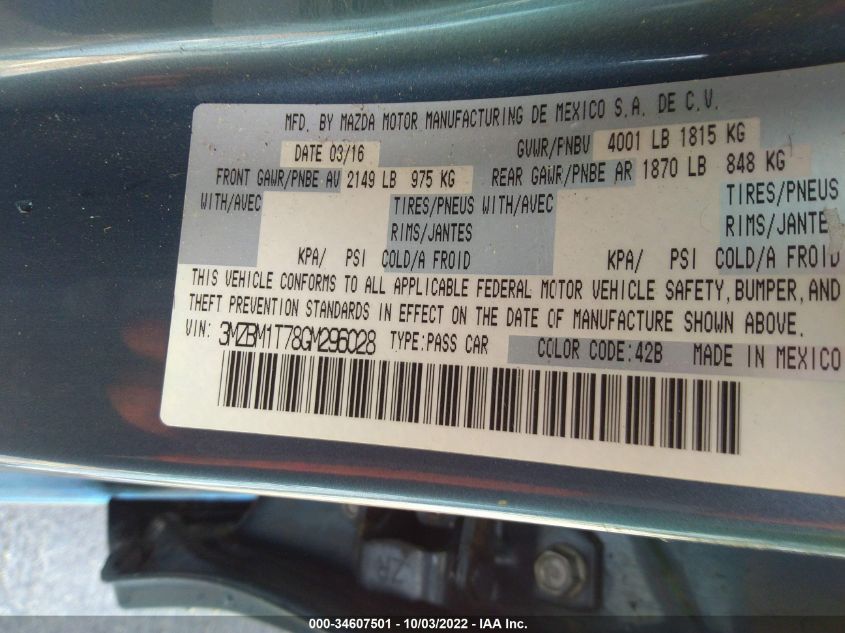 MFD. BY MAZDA MOTOR MANUFACTURING DE MEXICO S.A. DE C.V.
DATE 03/16 GVWR/PNBV 4001 LB 1815 KG
FRONT GAWR/PNBE AV 2149 LB 975 KG REAR GAWR/PNBE AR 1870 LB 848 KG
WITH/AVEC TIRES/PNEUS WITH/AVEC TIRES/PNEUS
RIMS/JANTES RIMS/JANTES
KPA/ PSI COLD/A FROID KPA/ PSI COLD/A FROID
THIS VEHICLE CONFORMS TO ALL APPLICABLE FEDERAL MOTOR VEHICLE SAFETY, BUMPER, AND
THEFT PREVENTION STANDARDS IN EFFECT ON THE DATE OF MANUFACTURE SHOWN ABOVE.
VIN: 3MZBM1T78GM296028 TYPE:PASS CAR COLOR CODE:42B MADE IN MEXICO
ZR
000-34607501 - 10/03/2022 - IAA Inc.